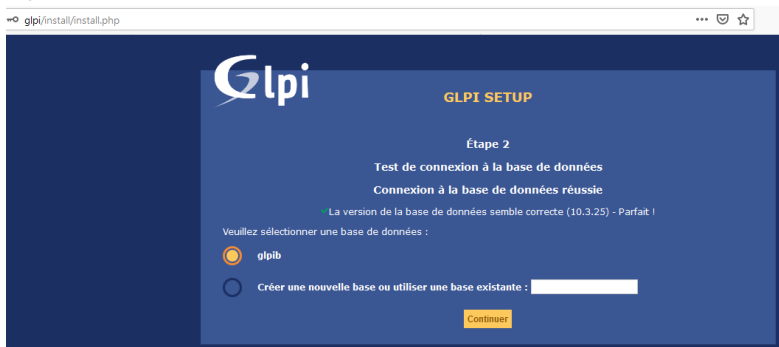 glpi/install/install.php
Glpi
GLPI SETUP
Étape 2
Test de connexion à la base de données
Connexion à la base de données réussie
La version de la base de données semble correcte (10.3.25) - Parfait !
Veuillez sélectionner une base de données :
glpib
Créer une nouvelle base ou utiliser une base existante :
Continuer